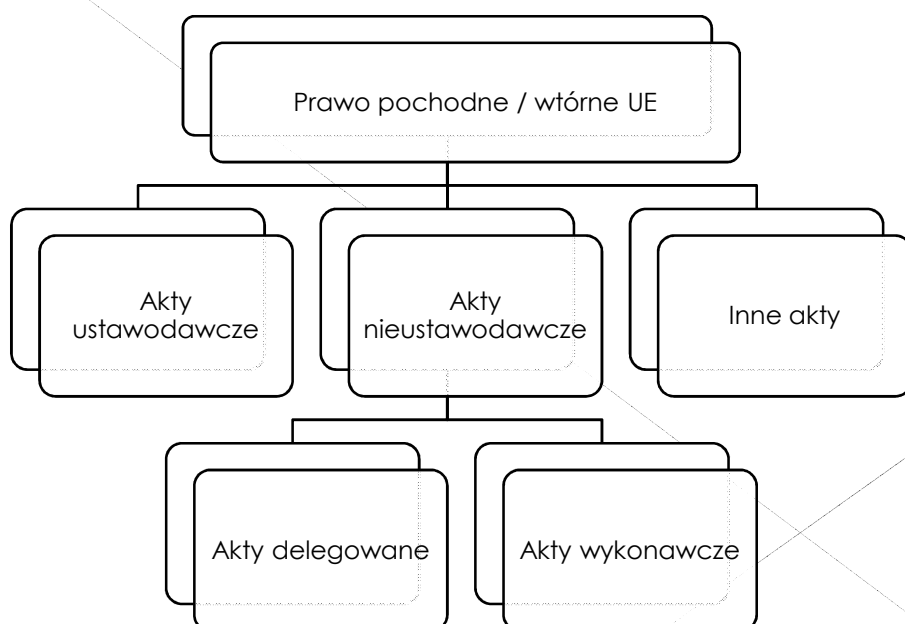 Prawo pochodne / wtórne UE
Akty
ustawodawcze
Akty
nieustawodawcze
Inne akty
Akty delegowane
Akty wykonawcze